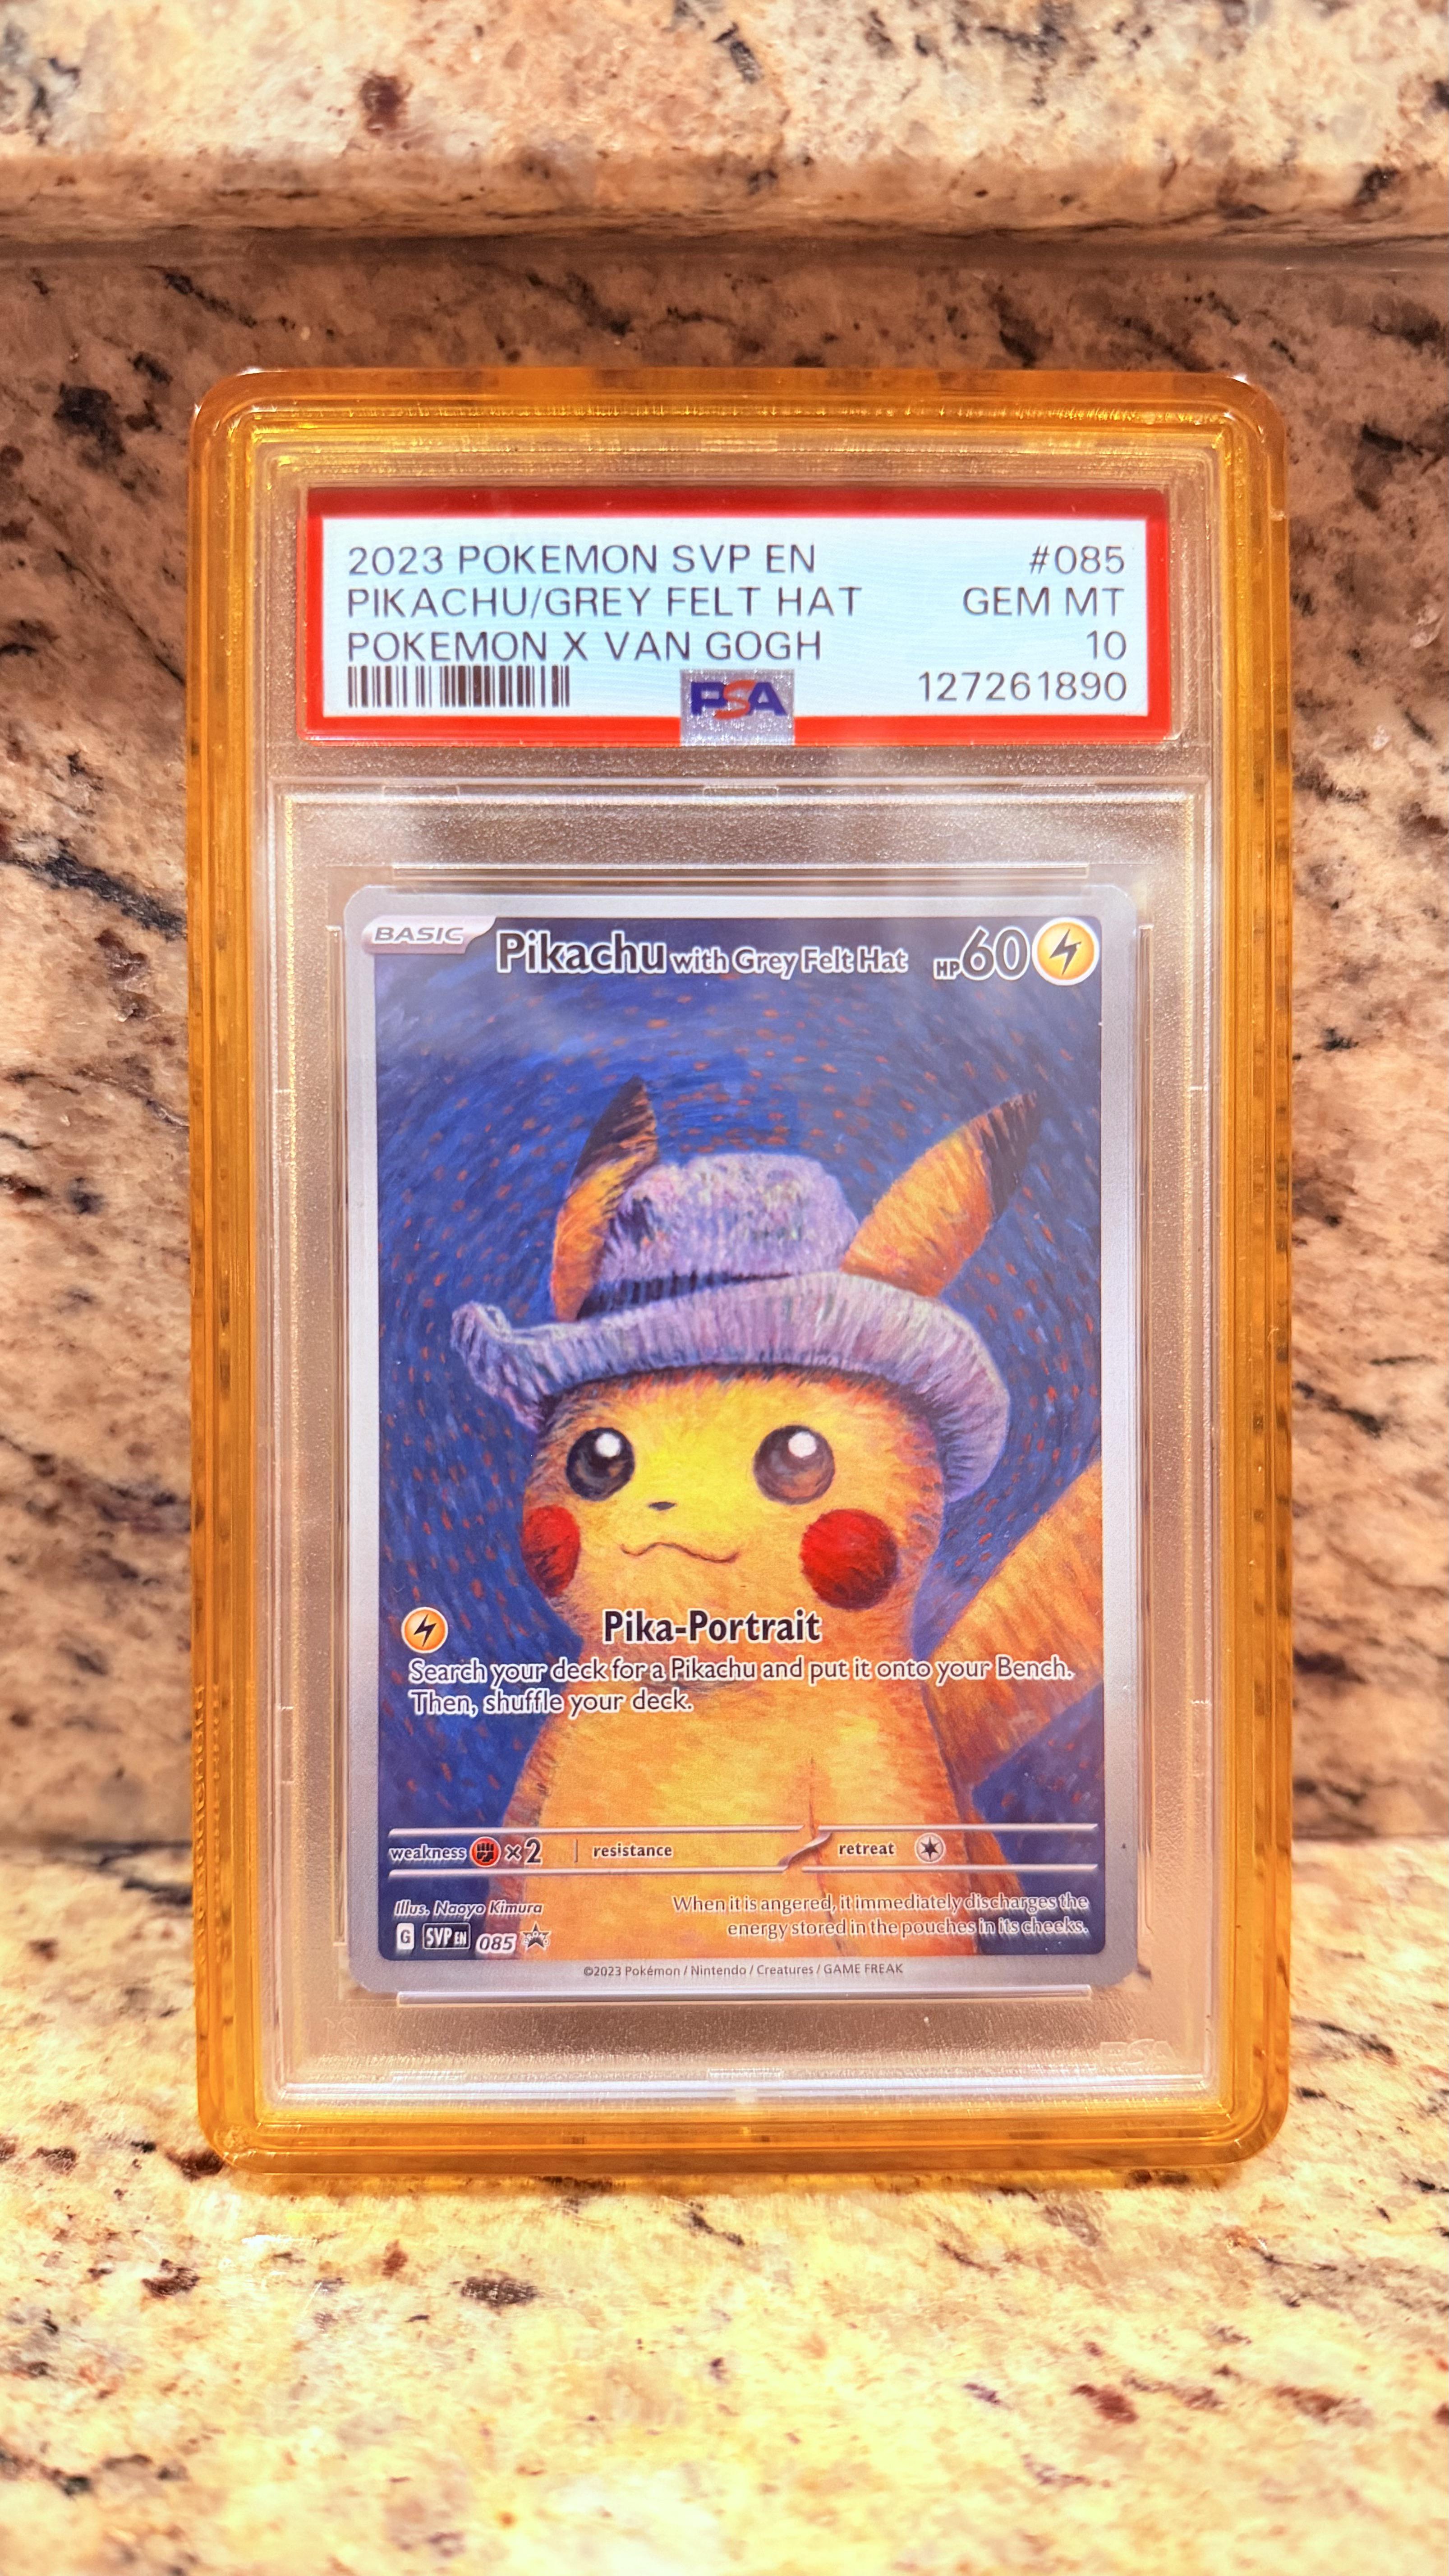 2023 POKEMON SVP EN #085
PIKACHU/GREY FELT HAT GEM MT
POKEMON X VAN GOGH 10
PSA 127261890
BASIC Pikachu with Grey Felt Hat HP 60
Pika-Portrait
Search your deck for a Pikachu and put it onto your Bench.
Then, shuffle your deck.
weakness ×2 resistance retreat
Illus. Naoyo Kimura
When it is angered, it immediately discharges the
energy stored in the pouches in its cheeks.
G SVP EN 085
©2023 Pokémon / Nintendo / Creatures / GAME FREAK
PSA